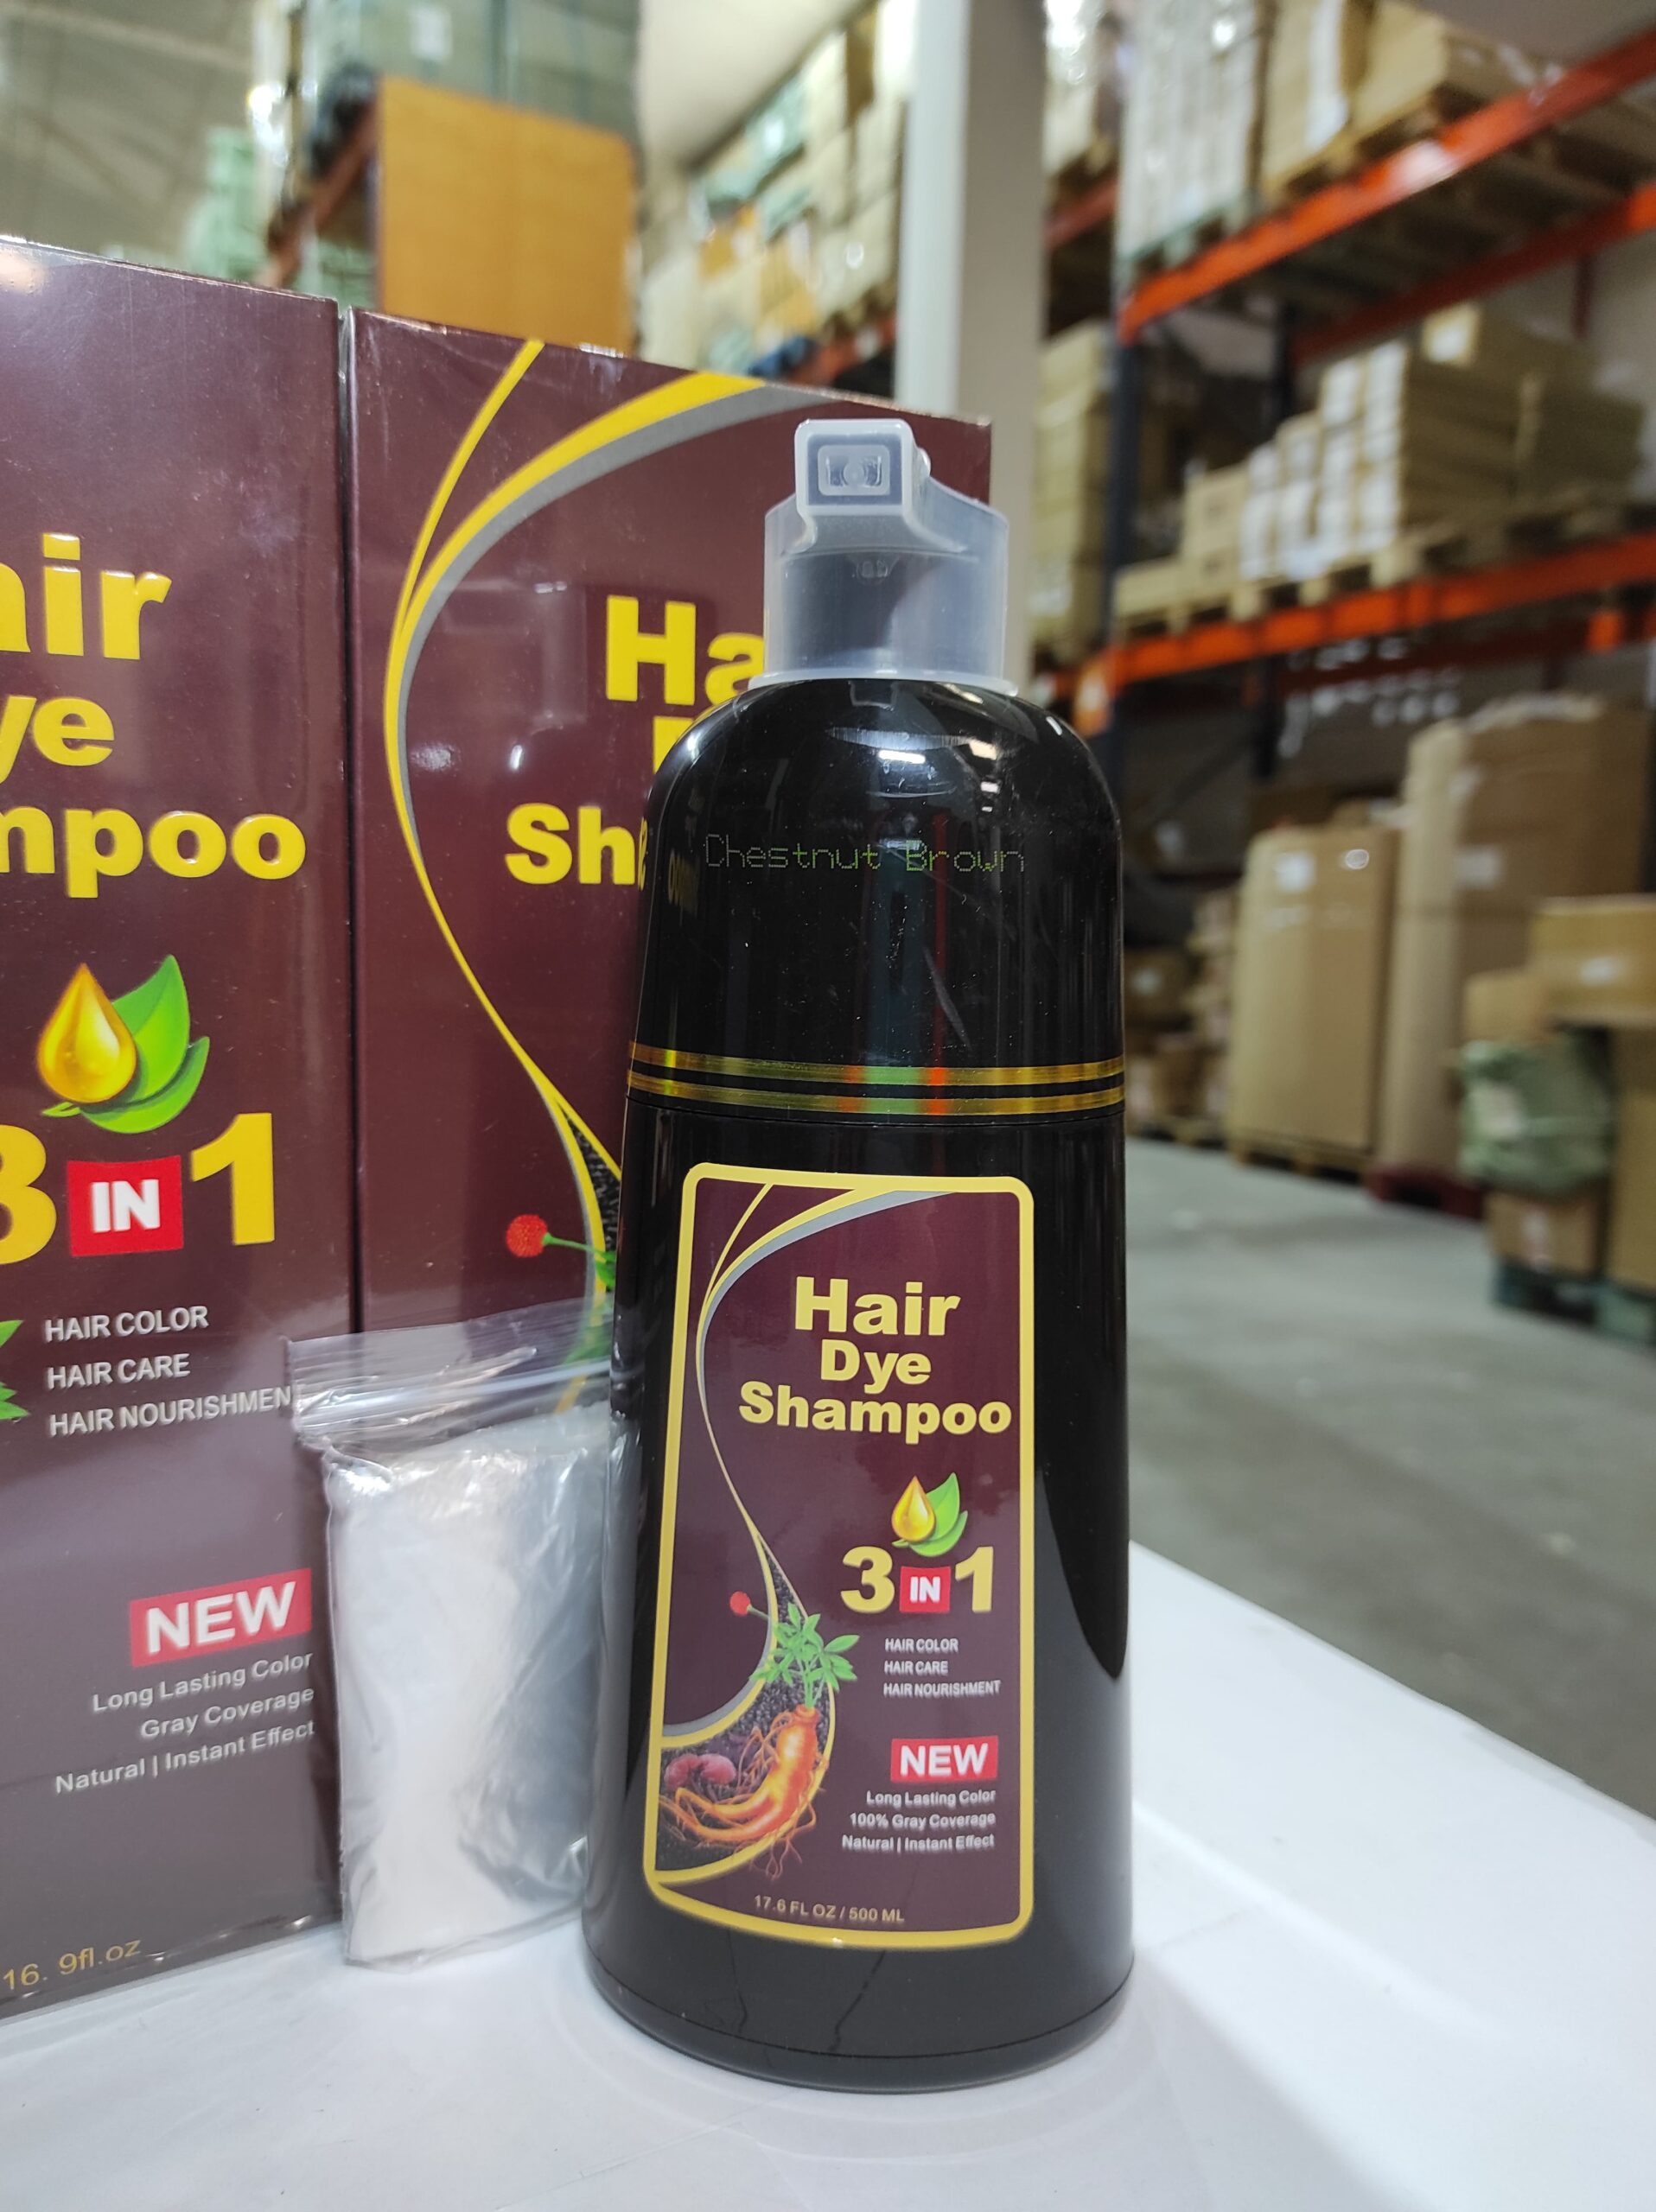 air
ye
mpoo
3 IN 1
HAIR COLOR
HAIR CARE
HAIR NOURISHMEN
NEW
Long Lasting Color
Gray Coverage
Natural | Instant Effect
16. 9fl.oz
Ha
Sh
Chestnut Brown
Hair
Dye
Shampoo
3 IN 1
HAIR COLOR
HAIR CARE
HAIR NOURISHMENT
NEW
Long Lasting Color
100% Gray Coverage
Natural | Instant Effect
17.6 FL OZ / 500 ML